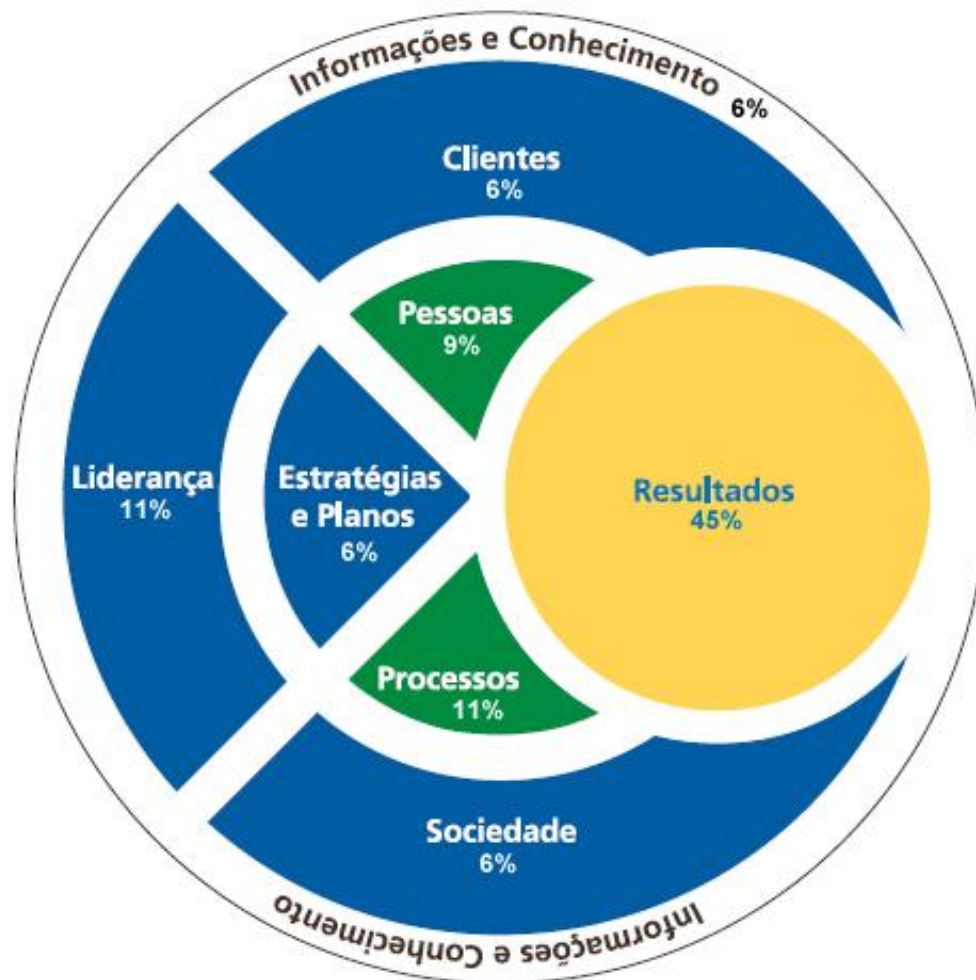 Informações e Conhecimento
6%
Clientes
6%
Pessoas
9%
Liderança
11%
Estratégias
e Planos
6%
Resultados
45%
Processos
11%
Sociedade
6%
Informações e Conhecimento